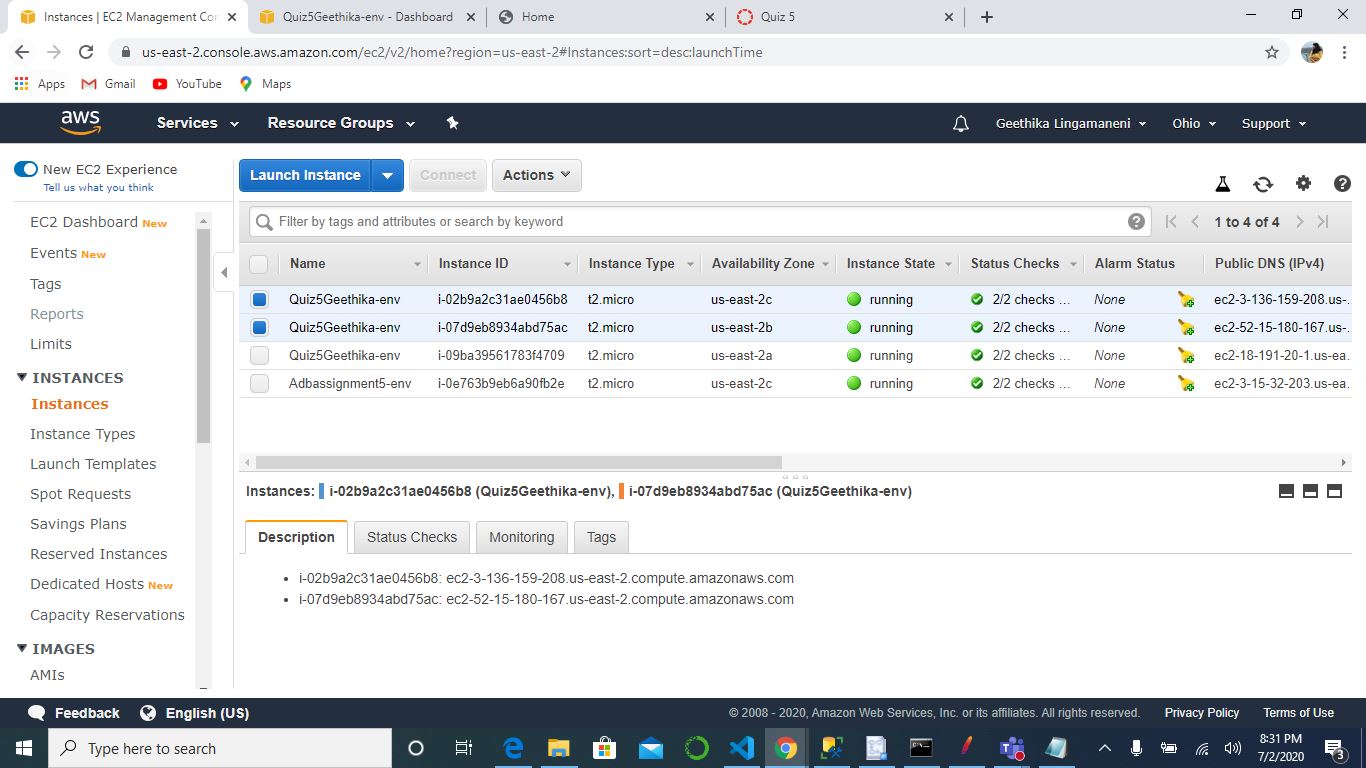 Instances | EC2 Management Con
Quiz5Geethika-env - Dashboard
Home
Quiz 5
us-east-2.console.aws.amazon.com/ec2/v2/home?region=us-east-2#Instances:sort=desc:launchTime
Apps Gmail YouTube Maps
aws Services Resource Groups Geethika Lingamaneni Ohio Support
New EC2 Experience
Tell us what you think
EC2 Dashboard New
Events New
Tags
Reports
Limits
INSTANCES
Instances
Instance Types
Launch Templates
Spot Requests
Savings Plans
Reserved Instances
Dedicated Hosts New
Capacity Reservations
IMAGES
AMIs
Launch Instance Connect Actions
Filter by tags and attributes or search by keyword
1 to 4 of 4
Name Instance ID Instance Type Availability Zone Instance State Status Checks Alarm Status Public DNS (IPv4)
Quiz5Geethika-env i-02b9a2c31ae0456b8 t2.micro us-east-2c running 2/2 checks ... None ec2-3-136-159-208.us-...
Quiz5Geethika-env i-07d9eb8934abd75ac t2.micro us-east-2b running 2/2 checks ... None ec2-52-15-180-167.us-...
Quiz5Geethika-env i-09ba39561783f4709 t2.micro us-east-2a running 2/2 checks ... None ec2-18-191-20-1.us-ea...
Adbassignment5-env i-0e763b9eb6a90fb2e t2.micro us-east-2c running 2/2 checks ... None ec2-3-15-32-203.us-ea...
Instances: i-02b9a2c31ae0456b8 (Quiz5Geethika-env), i-07d9eb8934abd75ac (Quiz5Geethika-env)
Description Status Checks Monitoring Tags
i-02b9a2c31ae0456b8: ec2-3-136-159-208.us-east-2.compute.amazonaws.com
i-07d9eb8934abd75ac: ec2-52-15-180-167.us-east-2.compute.amazonaws.com
Feedback English (US) © 2008 - 2020, Amazon Web Services, Inc. or its affiliates. All rights reserved. Privacy Policy Terms of Use
Type here to search
8:31 PM
7/2/2020
3